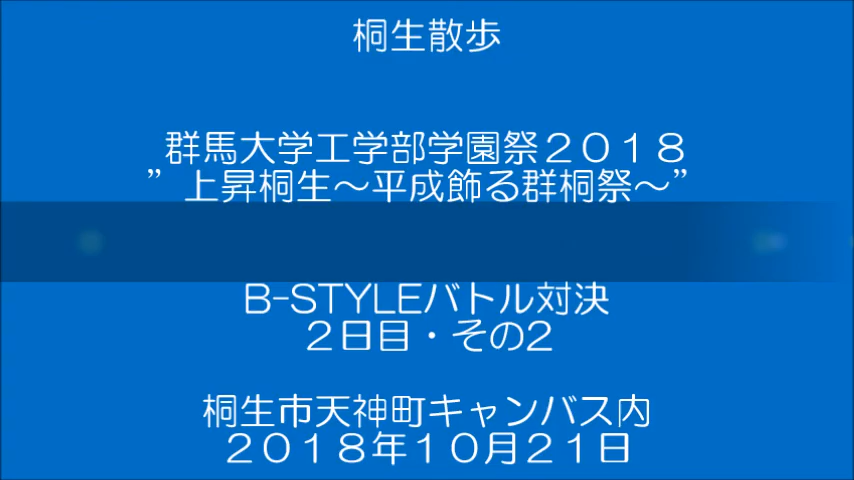 桐生散歩
群馬大学工学部学園祭２０１８
”上昇桐生～平成飾る群桐祭～”
B-STYLEバトル対決
２日目・その2
桐生市天神町キャンバス内
２０１８年１０月２１日